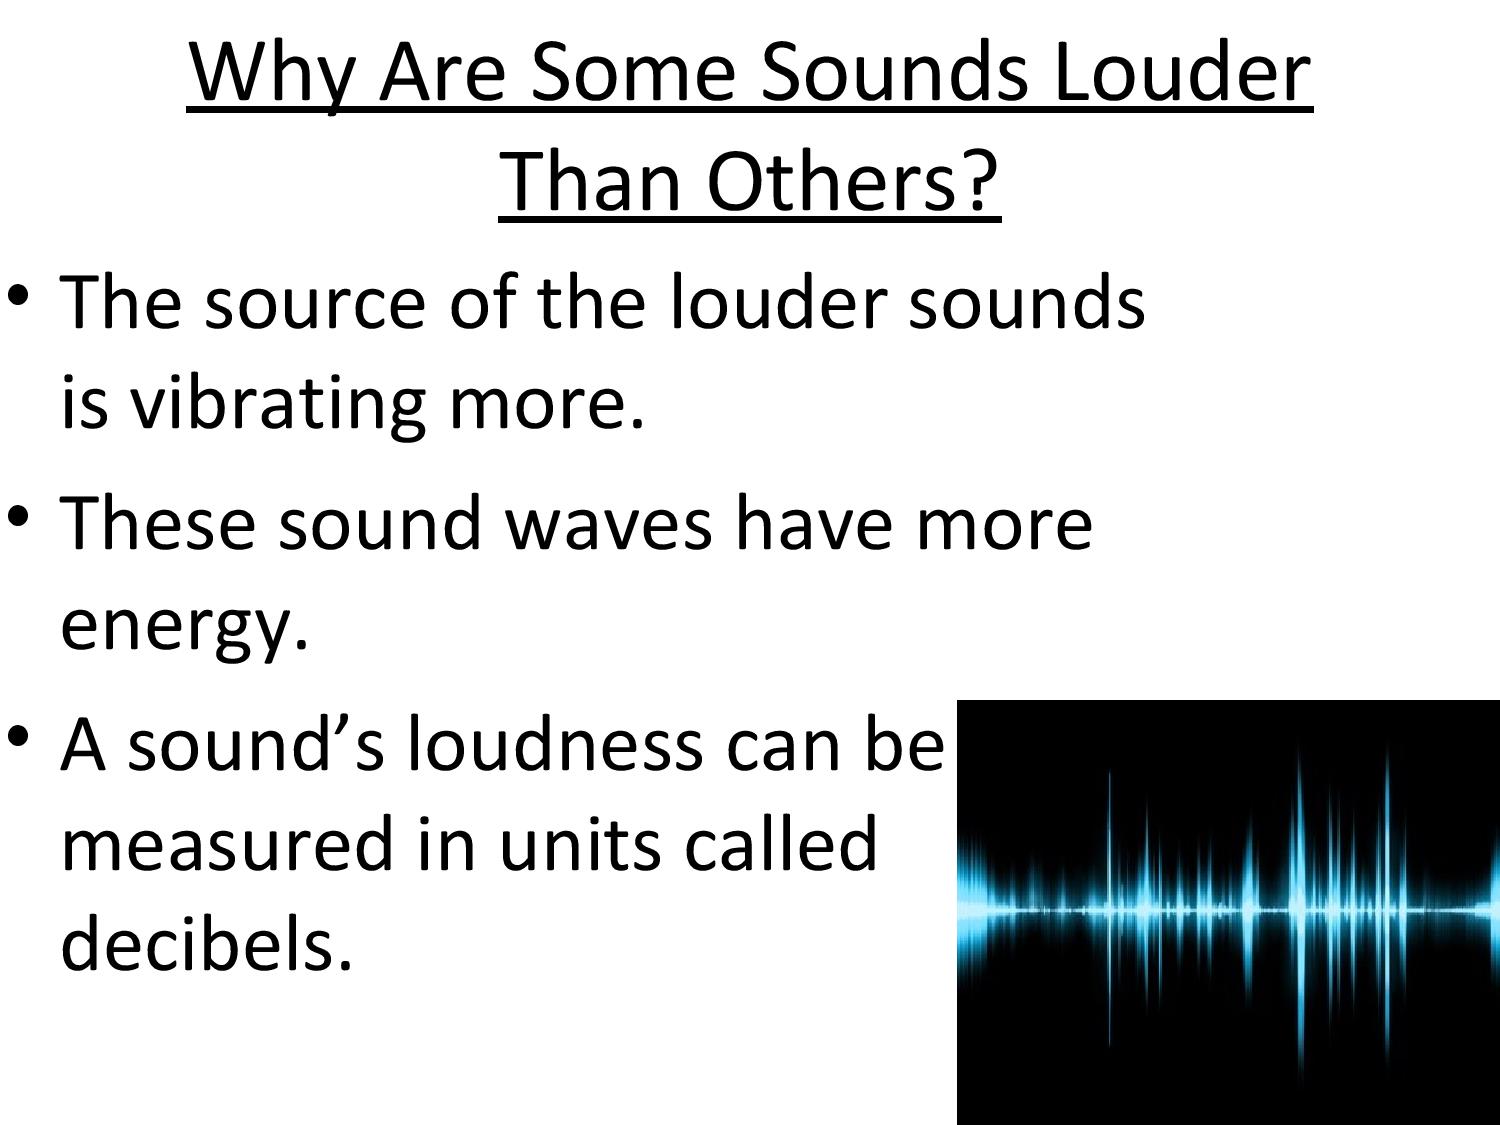 Why Are Some Sounds Louder
Than Others?
• The source of the louder sounds
is vibrating more.
• These sound waves have more
energy.
• A sound’s loudness can be
measured in units called
decibels.